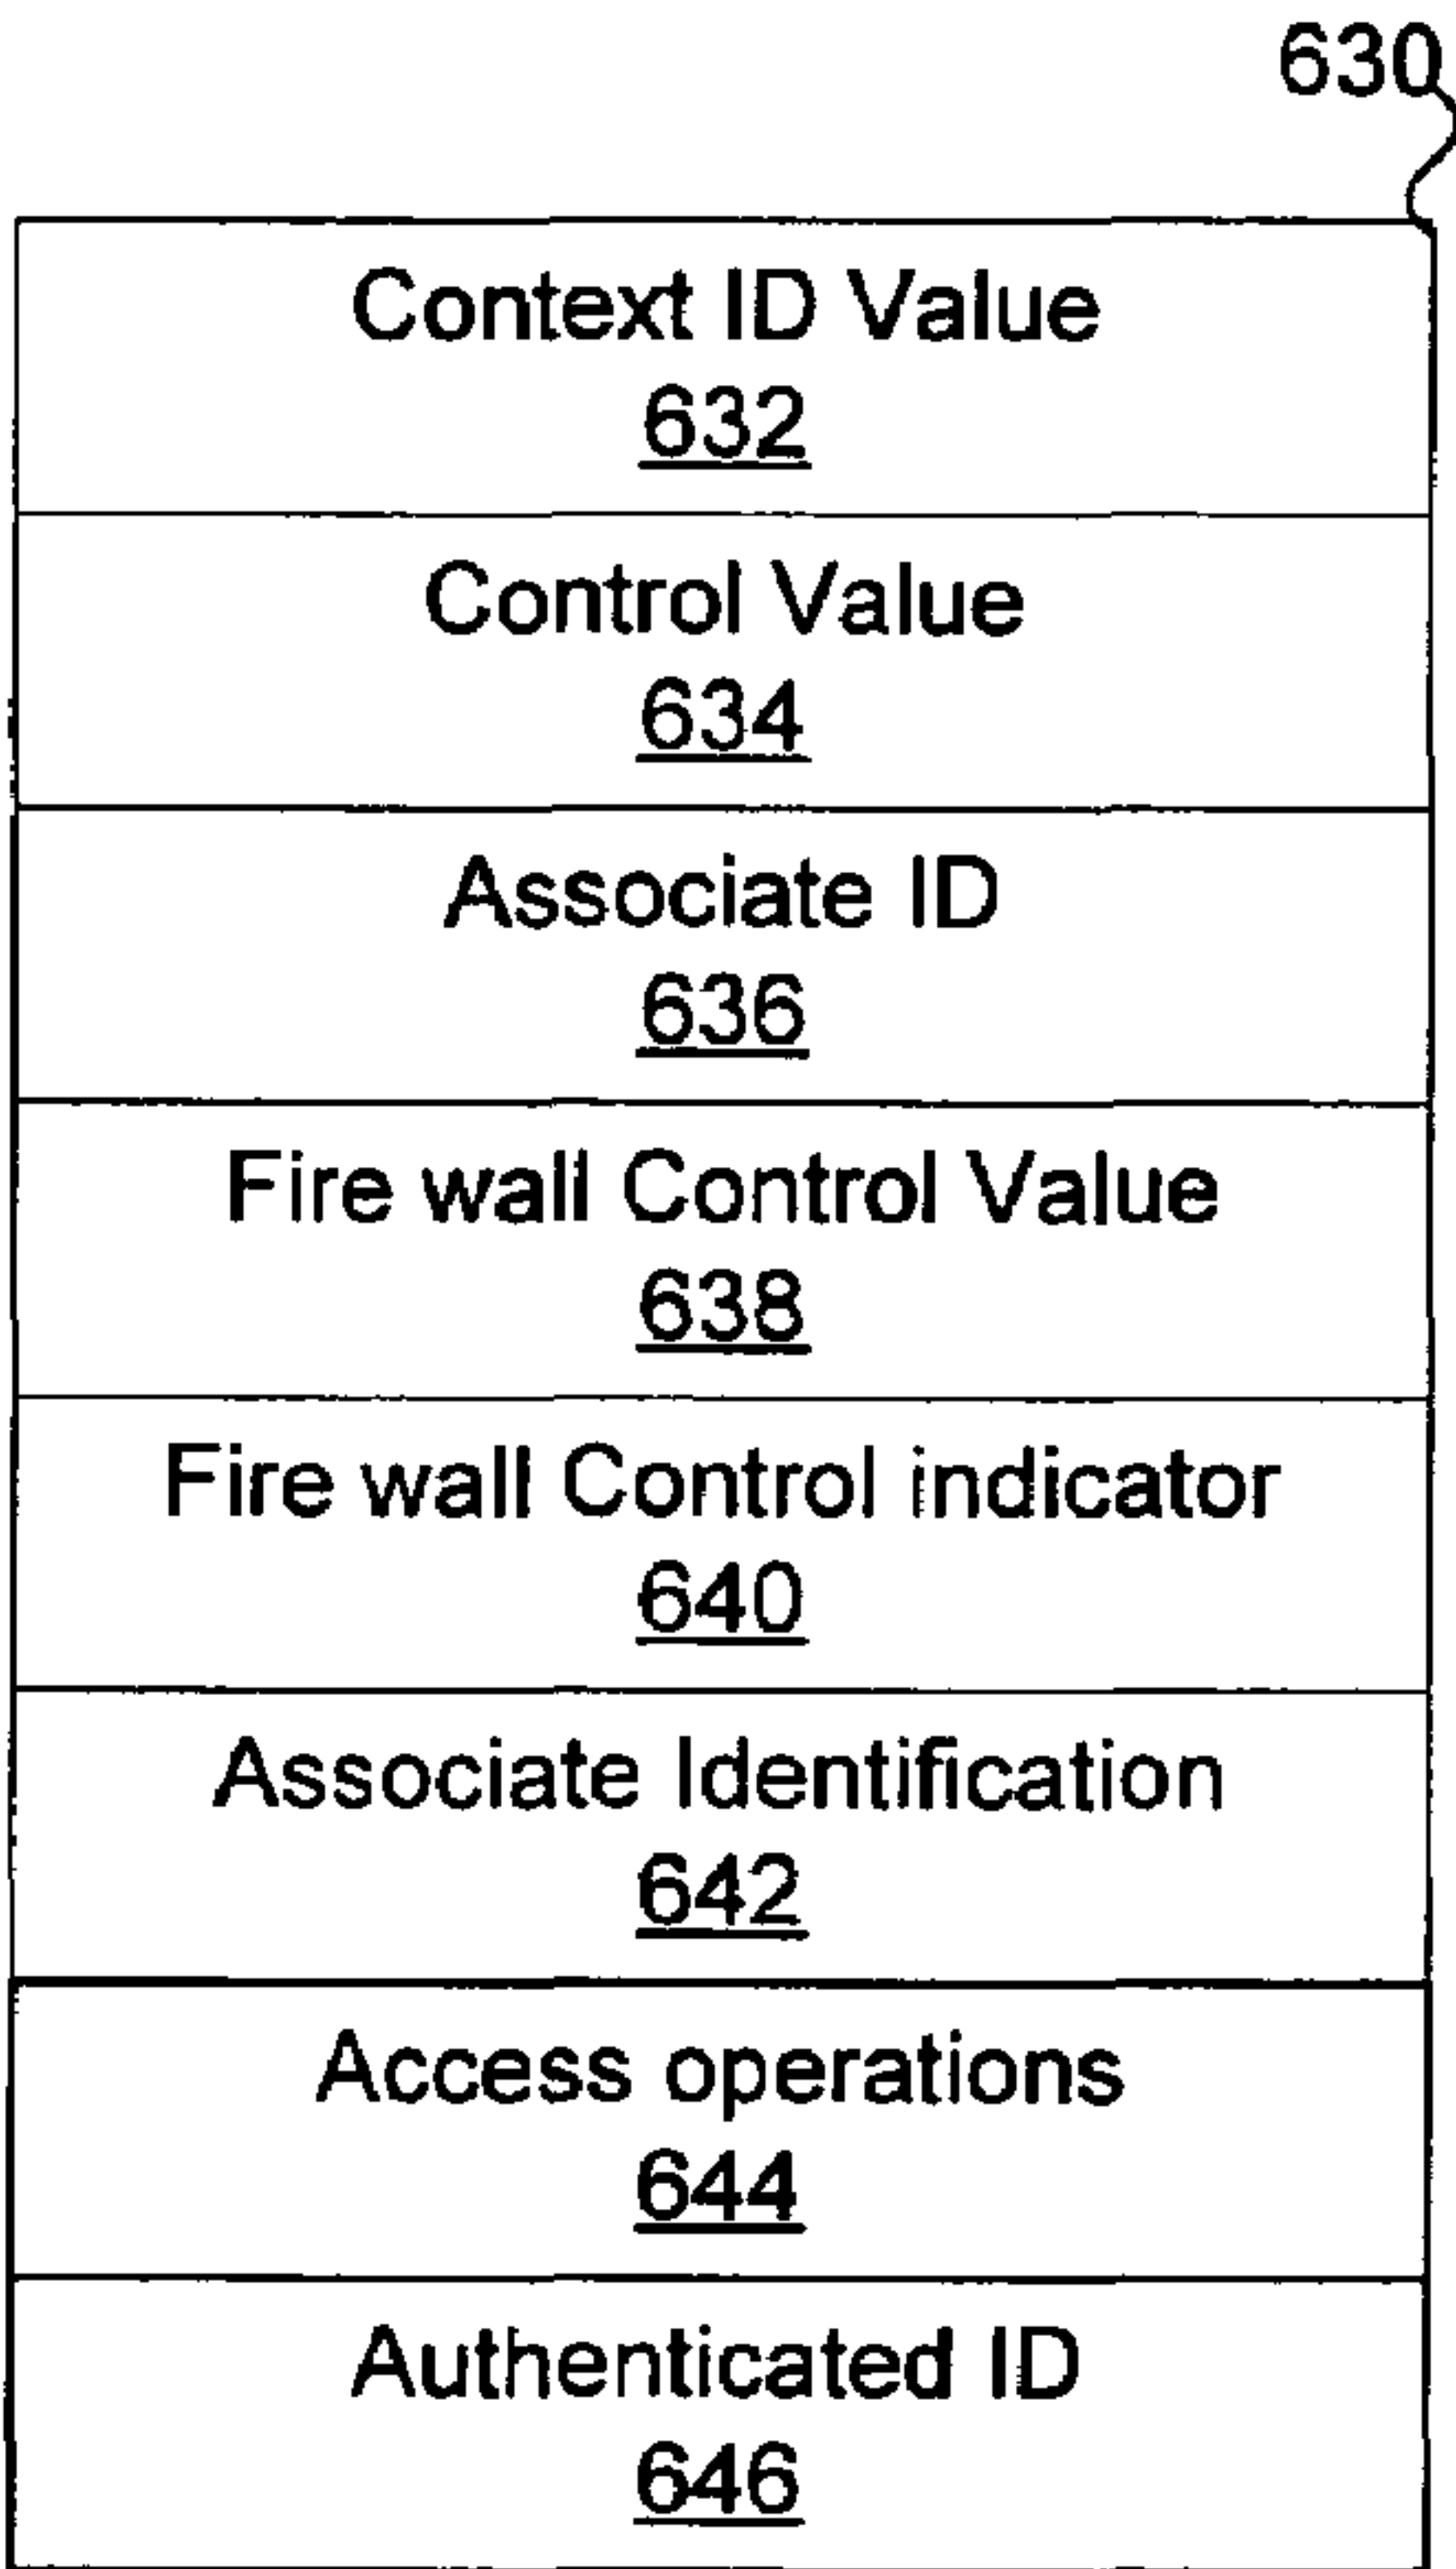 630
Context ID Value
632
Control Value
634
Associate ID
636
Fire wall Control Value
638
Fire wall Control indicator
640
Associate Identification
642
Access operations
644
Authenticated ID
646